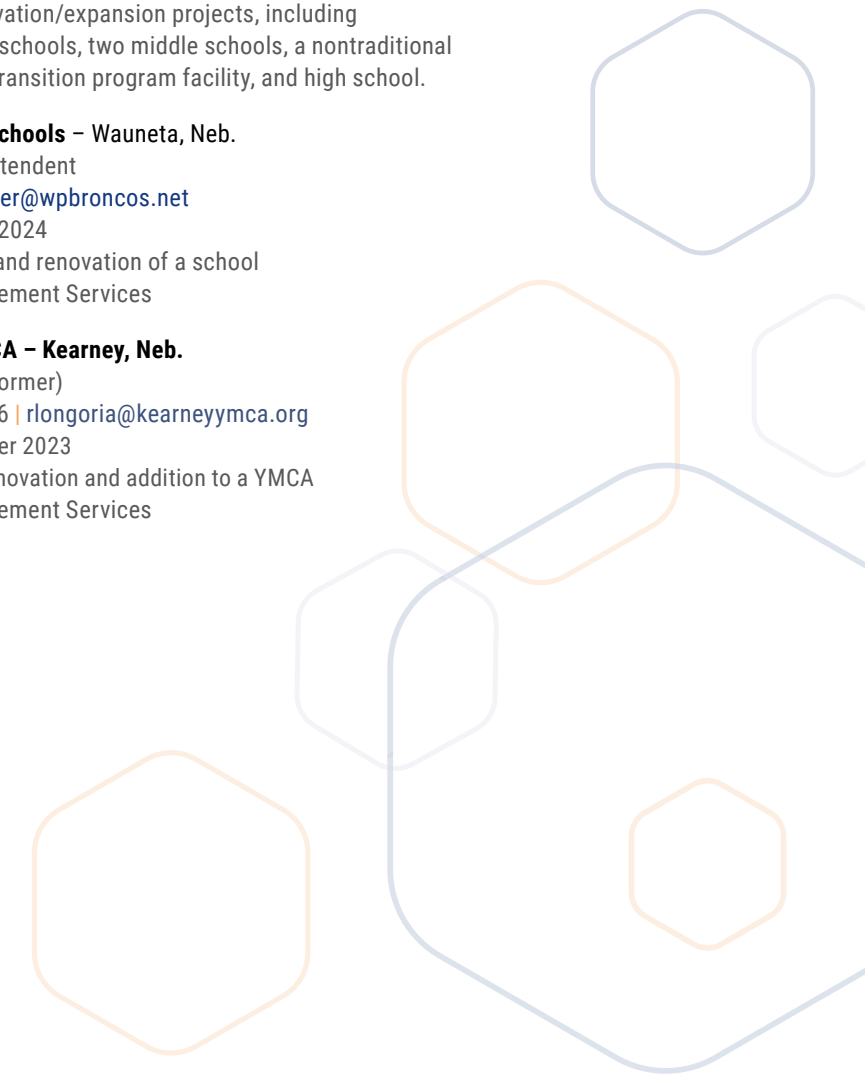 vation/expansion projects, including
schools, two middle schools, a nontraditional
ransition program facility, and high school.
chools – Wauneta, Neb.
tendent
er@wpbroncos.net
2024
and renovation of a school
ement Services
CA – Kearney, Neb.
ormer)
6 | rlongoria@kearneyymca.org
er 2023
novation and addition to a YMCA
ement Services